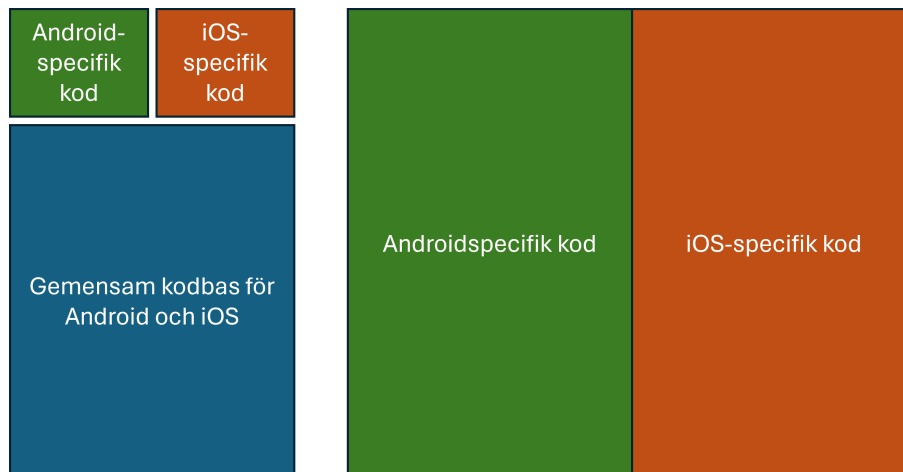 Android-
specifik
kod
iOS-
specifik
kod
Gemensam kodbas för
Android och iOS
Androidspecifik kod
iOS-specifik kod